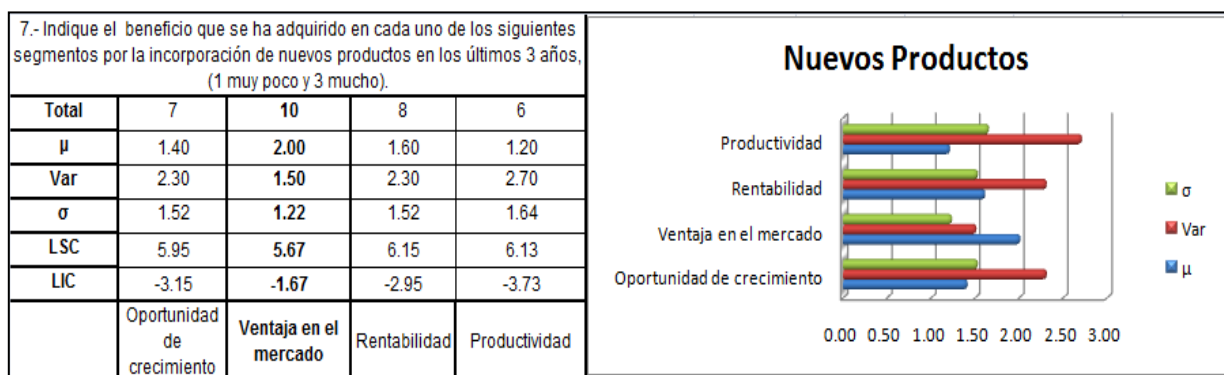 7.- Indique el beneficio que se ha adquirido en cada uno de los siguientes
segmentos por la incorporación de nuevos productos en los últimos 3 años,
(1 muy poco y 3 mucho).
Total 7 10 8 6
μ 1.40 2.00 1.60 1.20
Var 2.30 1.50 2.30 2.70
σ 1.52 1.22 1.52 1.64
LSC 5.95 5.67 6.15 6.13
LIC -3.15 -1.67 -2.95 -3.73
Oportunidad
de
crecimiento
Ventaja en el
mercado
Rentabilidad
Productividad
Nuevos Productos
Productividad
Rentabilidad
Ventaja en el mercado
Oportunidad de crecimiento
0.00 0.50 1.00 1.50 2.00 2.50 3.00
σ
Var
μ